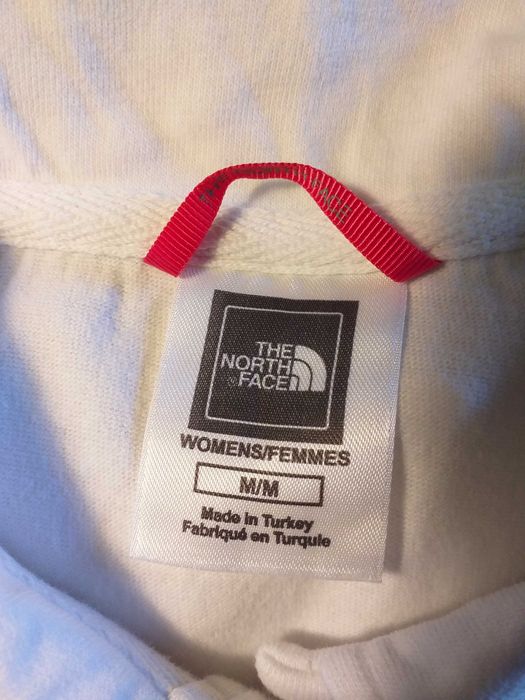 THE
NORTH
FACE
WOMENS/FEMMES
M/M
Made in Turkey
Fabriqué en Turquie